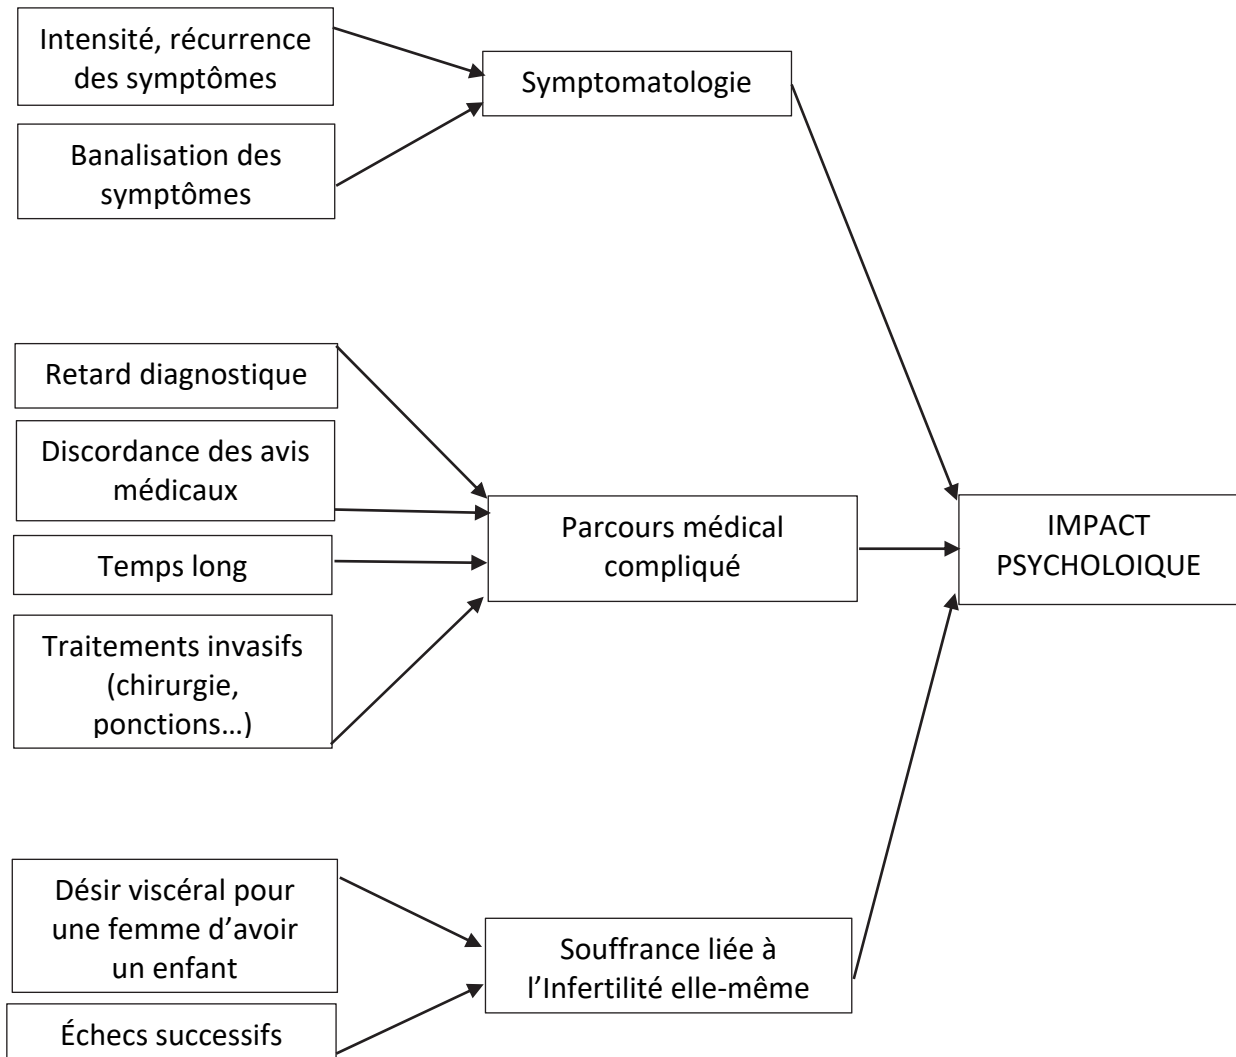 Intensité, récurrence
des symptômes
Symptomatologie
Banalisation des
symptômes
Retard diagnostique
Discordance des avis
médicaux
Temps long
Traitements invasifs
(chirurgie,
ponctions…)
Parcours médical
compliqué
IMPACT
PSYCHOLOIQUE
Désir viscéral pour
une femme d’avoir
un enfant
Échecs successifs
Souffrance liée à
l’Infertilité elle-même